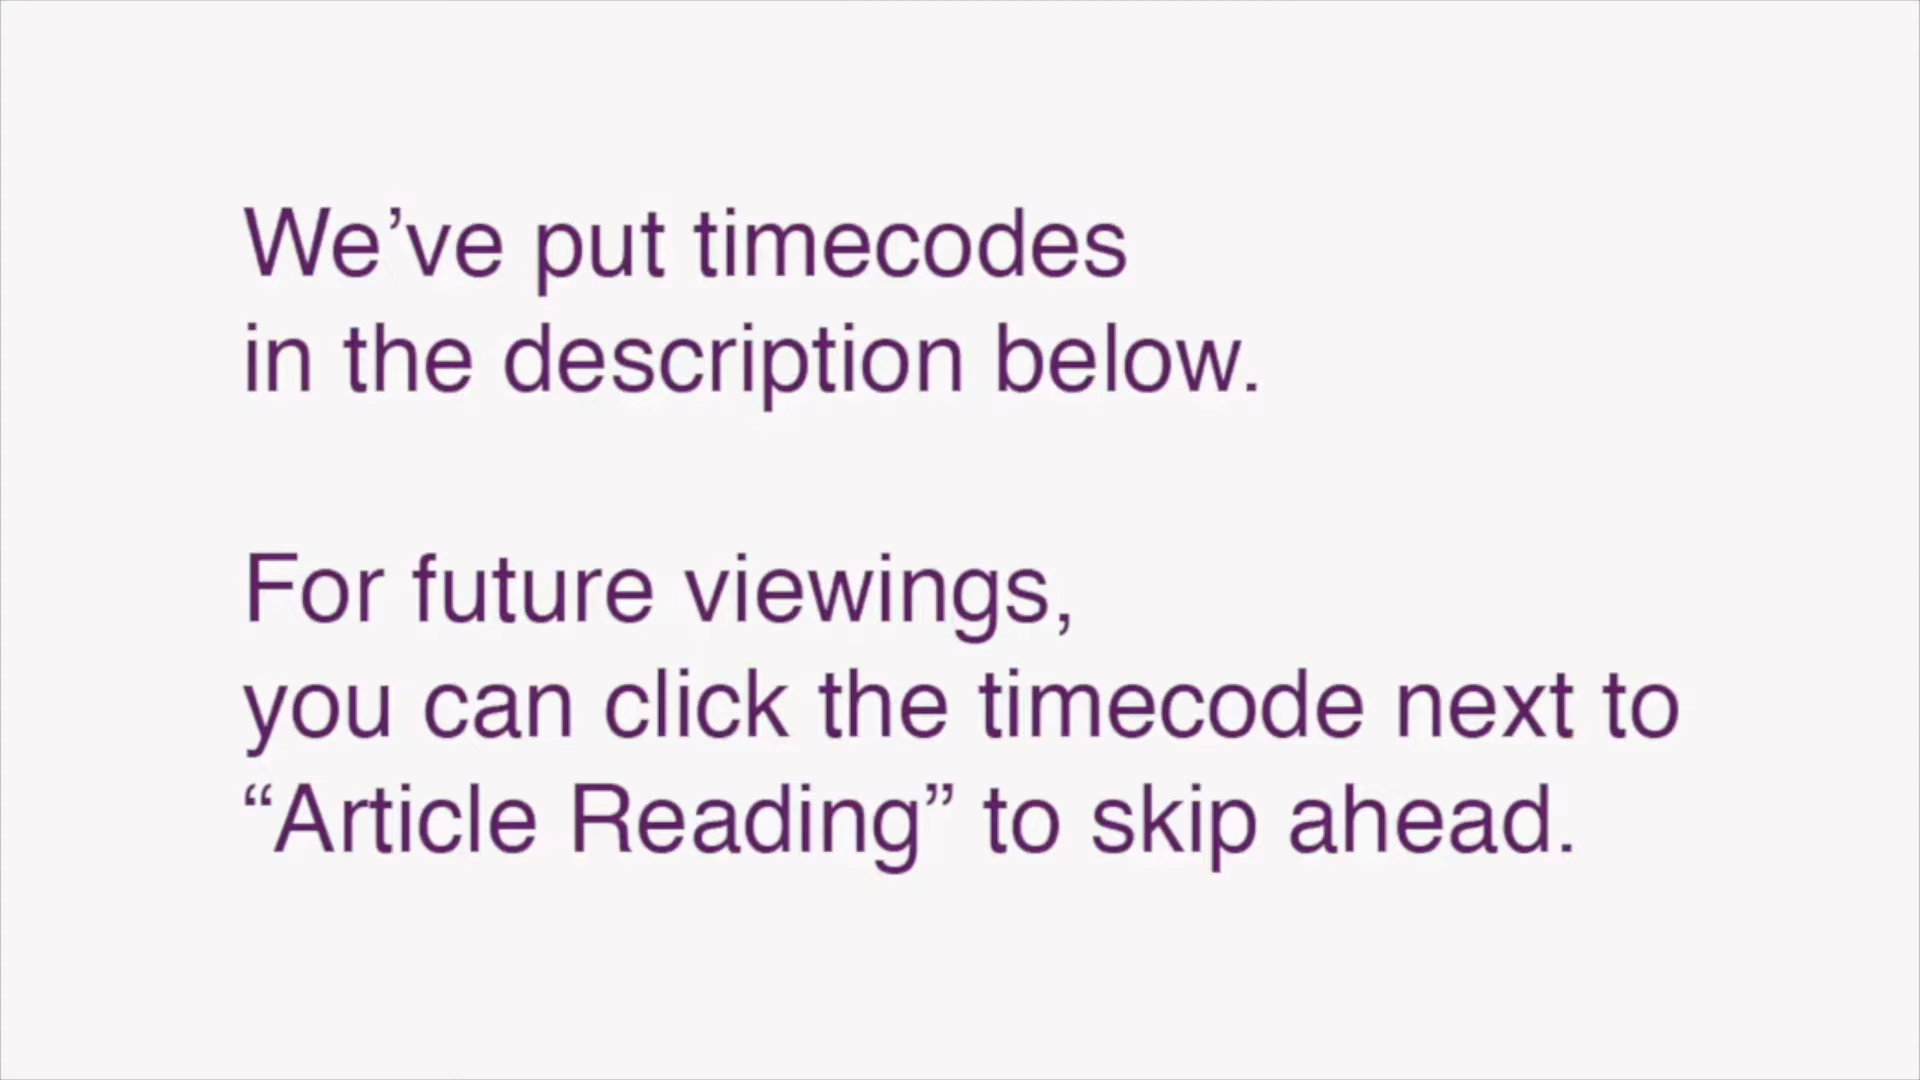 We’ve put timecodes
in the description below.
For future viewings,
you can click the timecode next to
“Article Reading” to skip ahead.